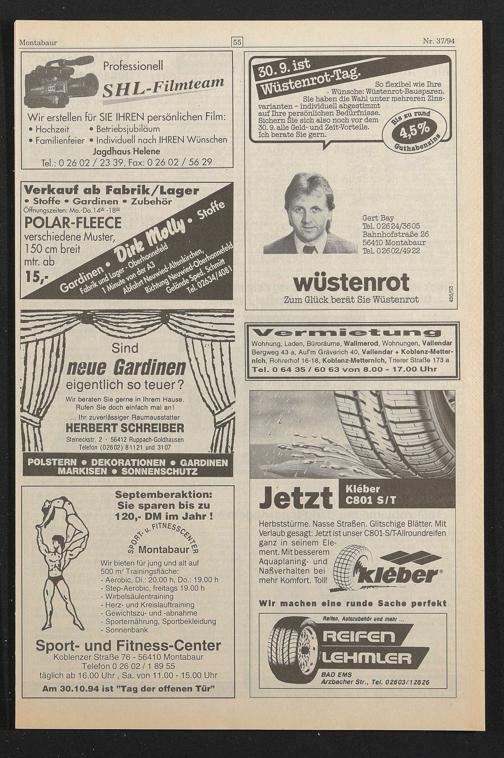 Montabaur
55
Nr. 37/94
Professionell
SHL-Filmteam
Wir erstellen für SIE IHREN persönlichen Film:
• Hochzeit • Betriebsjubiläum
• Familienfeier • Individuell nach IHREN Wünschen
Jagdhaus Helene
Tel.: 0 26 02 / 23 39, Fax: 0 26 02 / 56 29
Verkauf ab Fabrik/Lager
• Stoffe • Gardinen • Zubehör
Öffnungszeiten: Mo.-Do. 14⁰⁰ -18⁰⁰
POLAR-FLEECE
verschiedene Muster,
150 cm breit
mtr. ab
15,-
Gardinen • Dirk Molly • Stoffe
Fabrik und Lager - Oberhonnefeld
1 Minute von der A3
Abfahrt Neuwied-Altenkirchen,
Richtung Neuwied-Oberhonnefeld
Gelände Sped. Schmitt
Tel. 02634/4081
Sind
neue Gardinen
eigentlich so teuer?
Wir beraten Sie gerne in Ihrem Hause.
Rufen Sie doch einfach mal an!
Ihr zuverlässiger Raumausstatter
HERBERT SCHREIBER
Steineckstr. 2 · 56412 Ruppach-Goldhausen
Telefon (02602) 81121 und 3107
POLSTERN • DEKORATIONEN • GARDINEN
MARKISEN • SONNENSCHUTZ
Septemberaktion:
Sie sparen bis zu
120,- DM im Jahr !
SPORT- u. FITNESSCENTER
Montabaur
Wir bieten für jung und alt auf
500 m² Trainingsfläche:
- Aerobic, Di.: 20.00 h, Do.: 19.00 h
- Step-Aerobic, freitags 19.00 h
- Wirbelsäulentraining
- Herz- und Kreislauftraining
- Gewichtszu- und -abnahme
- Sporternährung, Sportbekleidung
- Sonnenbank
Sport- und Fitness-Center
Koblenzer Straße 76 - 56410 Montabaur
Telefon 0 26 02 / 1 89 55
täglich ab 16.00 Uhr , Sa. von 11.00 - 15.00 Uhr
Am 30.10.94 ist "Tag der offenen Tür"
30. 9. ist
Wüstenrot-Tag.
So flexibel wie Ihre
Wünsche: Wüstenrot-Bausparen.
Sie haben die Wahl unter mehreren Zins-
varianten – individuell abgestimmt
auf Ihre persönlichen Bedürfnisse.
Sichern Sie sich also noch vor dem
30. 9. alle Geld- und Zeit-Vorteile.
Ich berate Sie gern.
Bis zu rund
4,5%
Guthabenzins
Gert Bay
Tel. 02624/3605
Bahnhofstraße 26
56410 Montabaur
Tel. 02602/4922
wüstenrot
Zum Glück berät Sie Wüstenrot
Vermietung
Wohnung, Laden, Büroräume, Wallmerod, Wohnungen, Vallendar
Bergweg 43 a, Auf'm Gräverich 40, Vallendar + Koblenz-Metter-
nich, Rohrerhof 16-18, Koblenz-Metternich, Trierer Straße 173 a
Tel. 0 64 35 / 60 63 von 8.00 - 17.00 Uhr
Jetzt
Kléber
C801 S/T
Herbststürme. Nasse Straßen. Glitschige Blätter. Mit
Verlaub gesagt: Jetzt ist unser C801-S/T-Allroundreifen
ganz in seinem Ele-
ment. Mit besserem
Aquaplaning- und
Naßverhalten bei
mehr Komfort. Toll!
kléber
Wir machen eine runde Sache perfekt
Reifen, Autozubehör und mehr ...
REIFEN
LEHMLER
BAD EMS
Arzbacher Str., Tel. 02603/12826